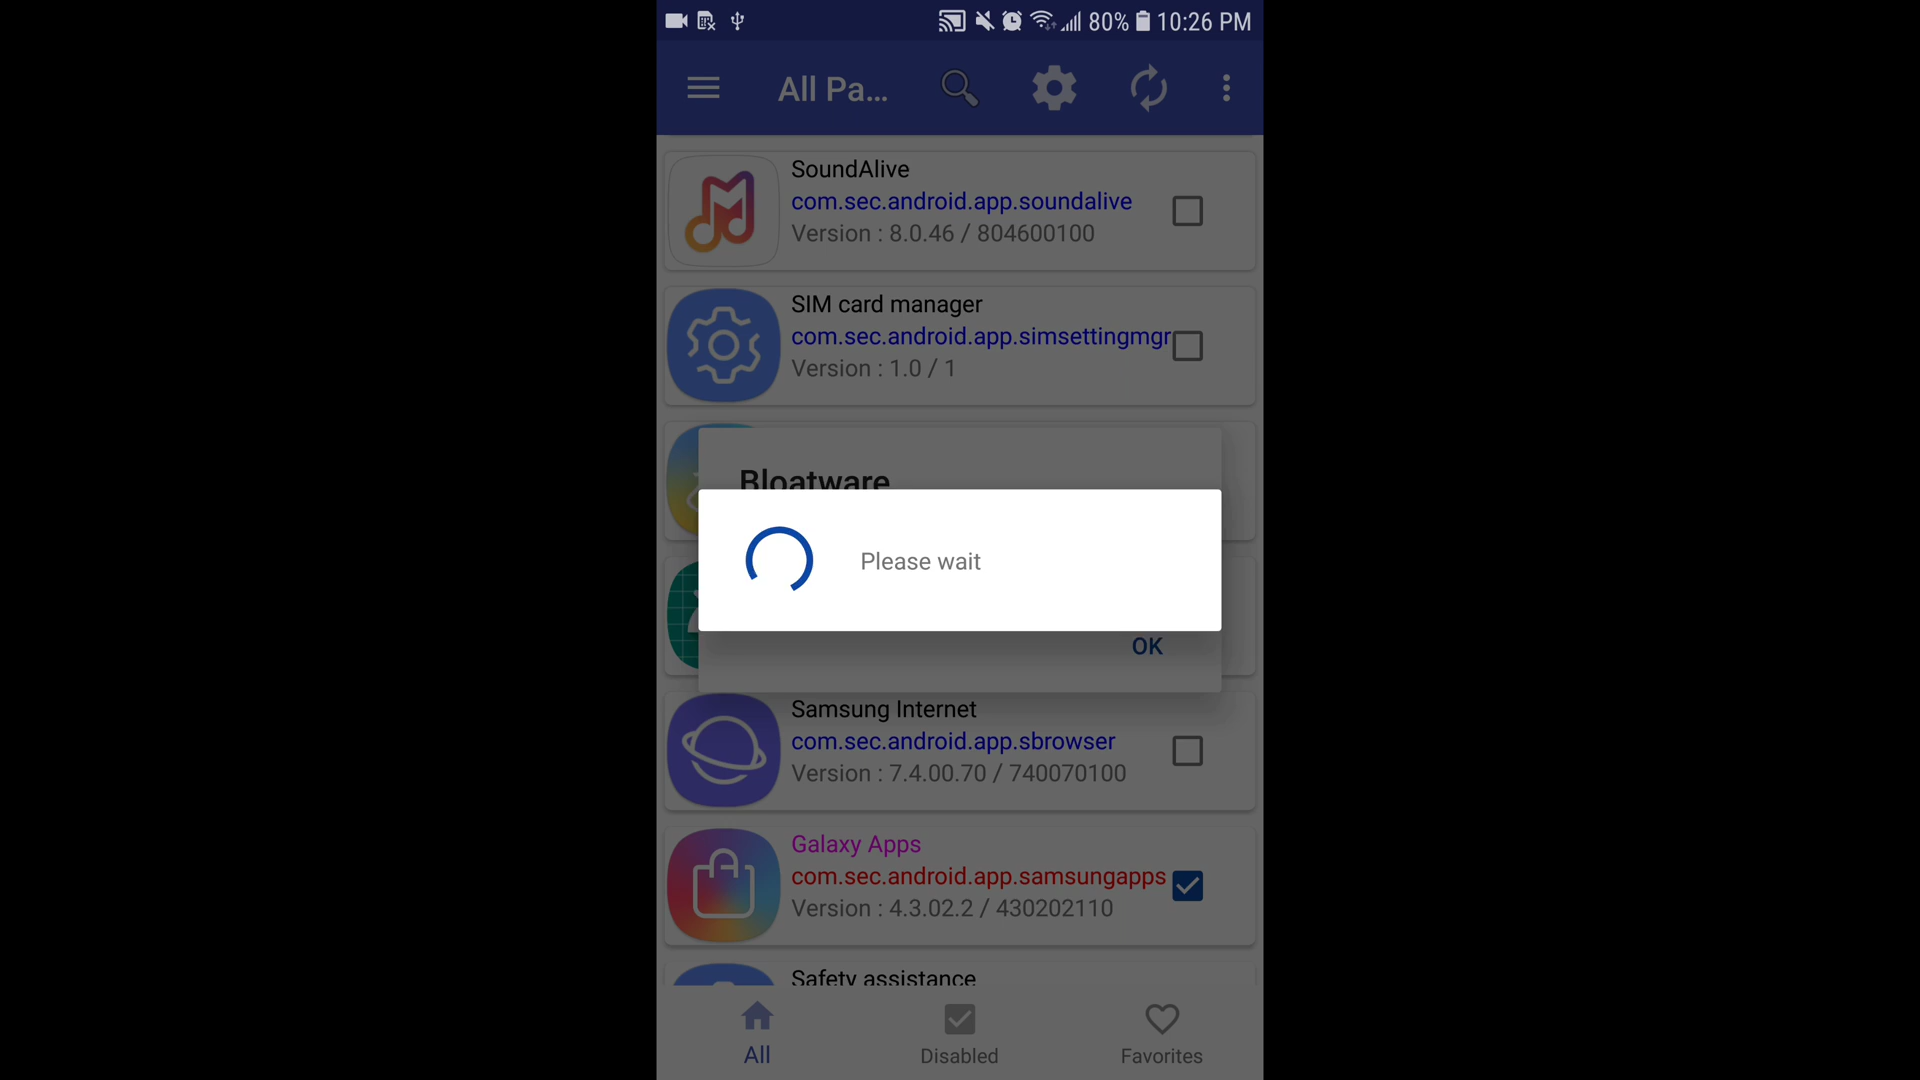 80% 10:26 PM
All Pa...
SoundAlive
com.sec.android.app.soundalive
Version : 8.0.46 / 804600100
SIM card manager
com.sec.android.app.simsettingmgr
Version : 1.0 / 1
Bloatware
Please wait
OK
Samsung Internet
com.sec.android.app.sbrowser
Version : 7.4.00.70 / 740070100
Galaxy Apps
com.sec.android.app.samsungapps
Version : 4.3.02.2 / 430202110
Safety assistance
All
Disabled
Favorites